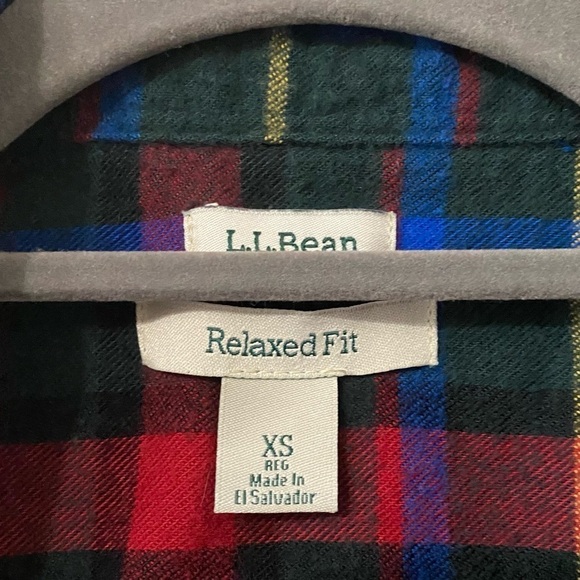 L.L.Bean
Relaxed Fit
XS
REG
Made In
El Salvador